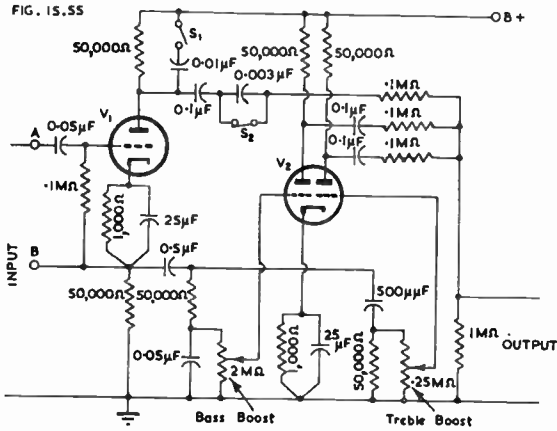 FIG. 15.55
B+
50,000Ω
S₁
0.01μF
50,000Ω
50,000Ω
0.003μF
0.1μF
S₂
.1MΩ
V₁
A
0.05μF
0.1μF
.1MΩ
0.1μF
.1MΩ
V₂
.1MΩ
1,000Ω
25μF
INPUT
B
0.5μF
50,000Ω
50,000Ω
500μμF
0.05μF
2MΩ
1,000Ω
25
μF
50,000Ω
.25MΩ
1MΩ
OUTPUT
Bass Boost
Treble Boost